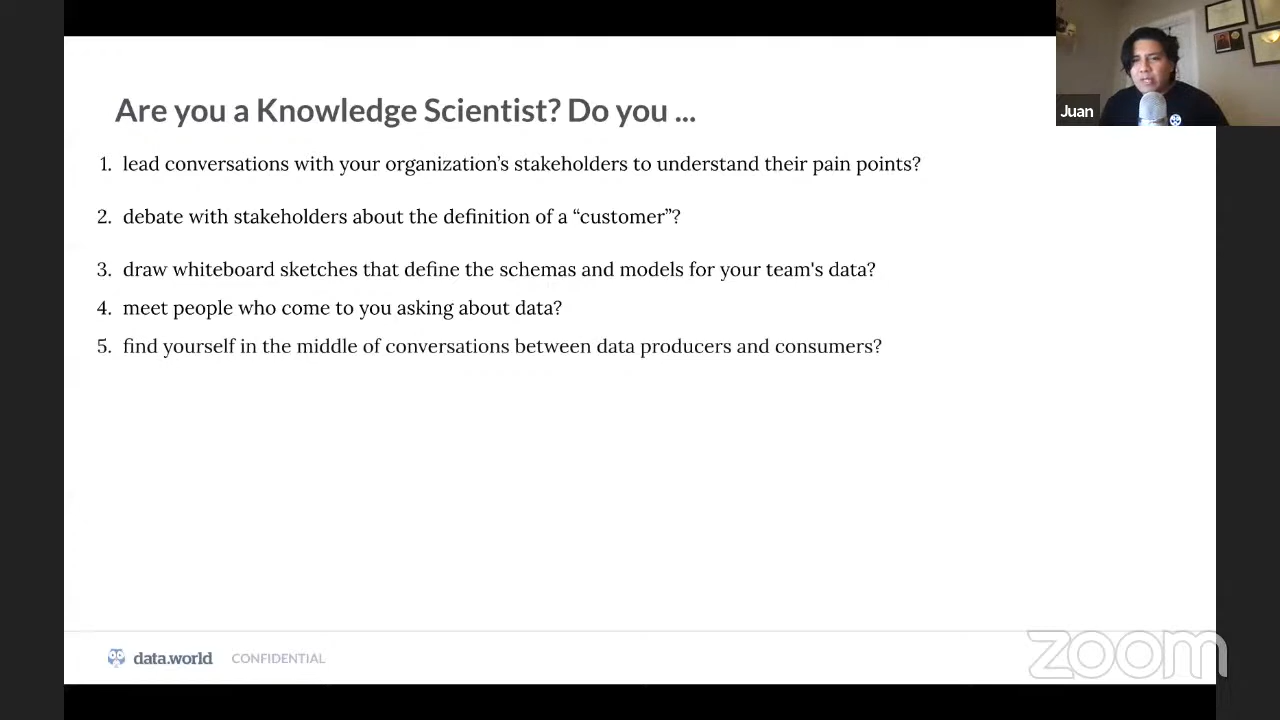 Are you a Knowledge Scientist? Do you ...
Juan
1. lead conversations with your organization’s stakeholders to understand their pain points?
2. debate with stakeholders about the definition of a “customer”?
3. draw whiteboard sketches that define the schemas and models for your team's data?
4. meet people who come to you asking about data?
5. find yourself in the middle of conversations between data producers and consumers?
data.world CONFIDENTIAL
zoom